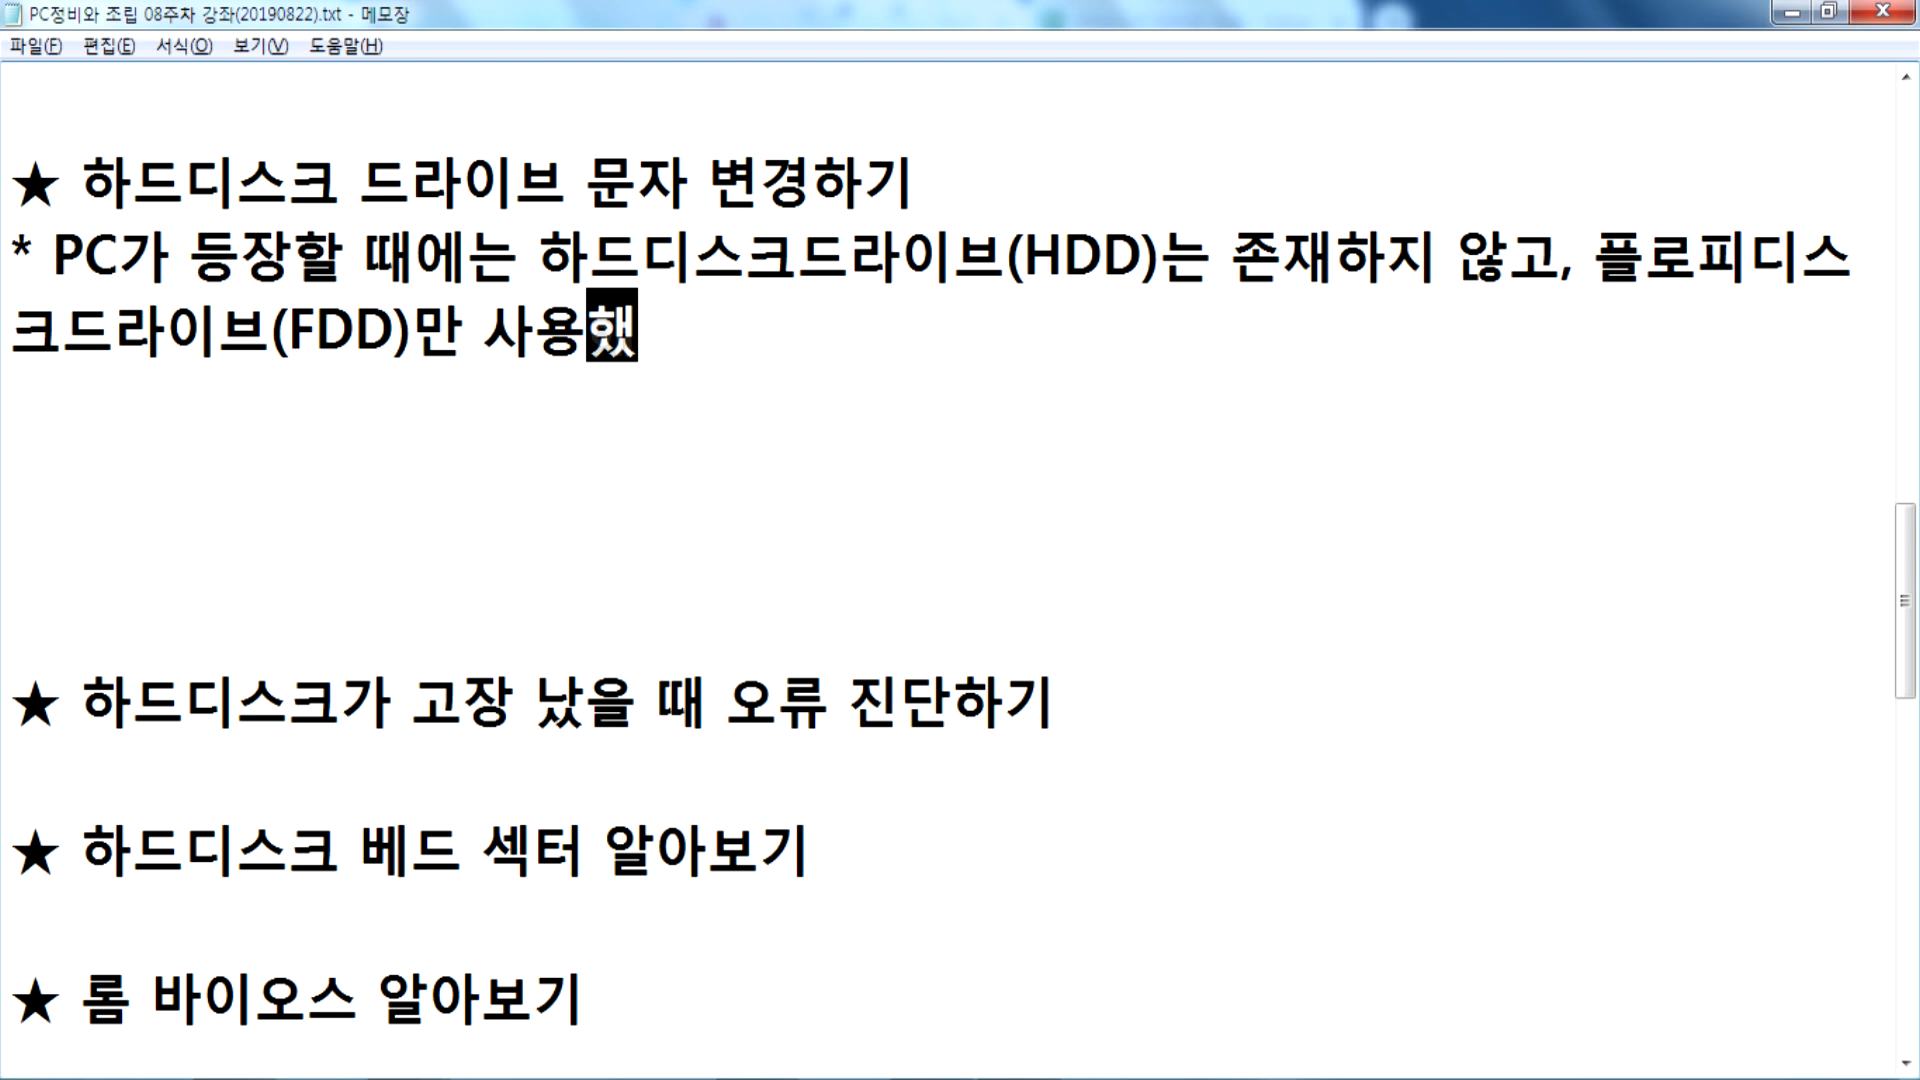 PC정비와 조립 08주차 강좌(20190822).txt - 메모장
파일(F) 편집(E) 서식(O) 보기(V) 도움말(H)
★ 하드디스크 드라이브 문자 변경하기
* PC가 등장할 때에는 하드디스크드라이브(HDD)는 존재하지 않고, 플로피디스
크드라이브(FDD)만 사용했
★ 하드디스크가 고장 났을 때 오류 진단하기
★ 하드디스크 베드 섹터 알아보기
★ 롬 바이오스 알아보기